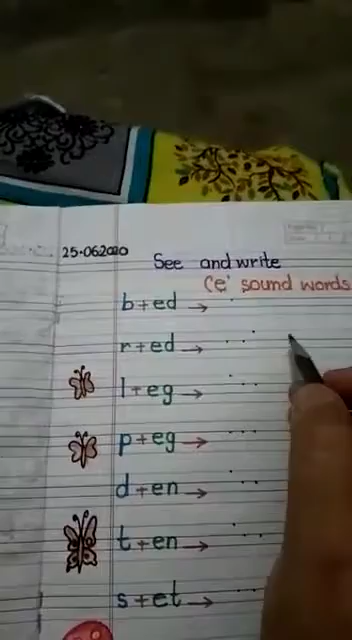 25.06.2020
See and write
'e' sound words
b+ed → ...
r+ed → ...
l+eg → ...
p+eg → ...
d+en → ...
t+en → ...
s+et → ...